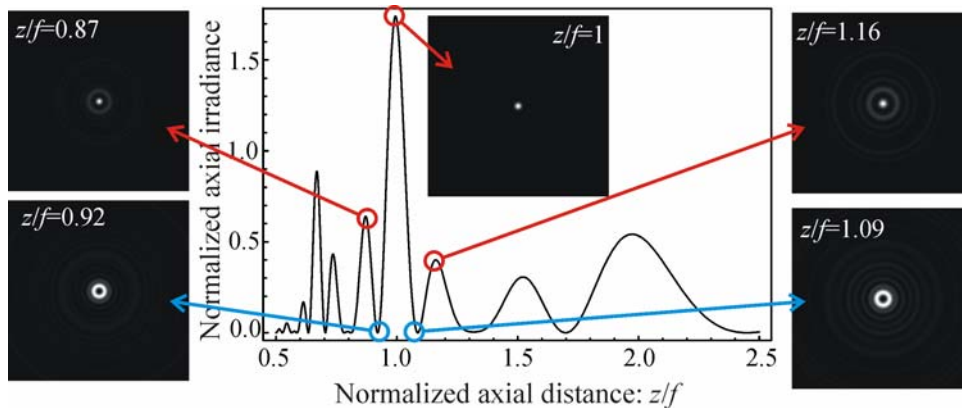 z/f=0.87
z/f=1
z/f=1.16
z/f=0.92
z/f=1.09
Normalized axial irradiance
1.5
1.0
0.5
0.0
0.5
1.0
1.5
2.0
2.5
Normalized axial distance: z/f